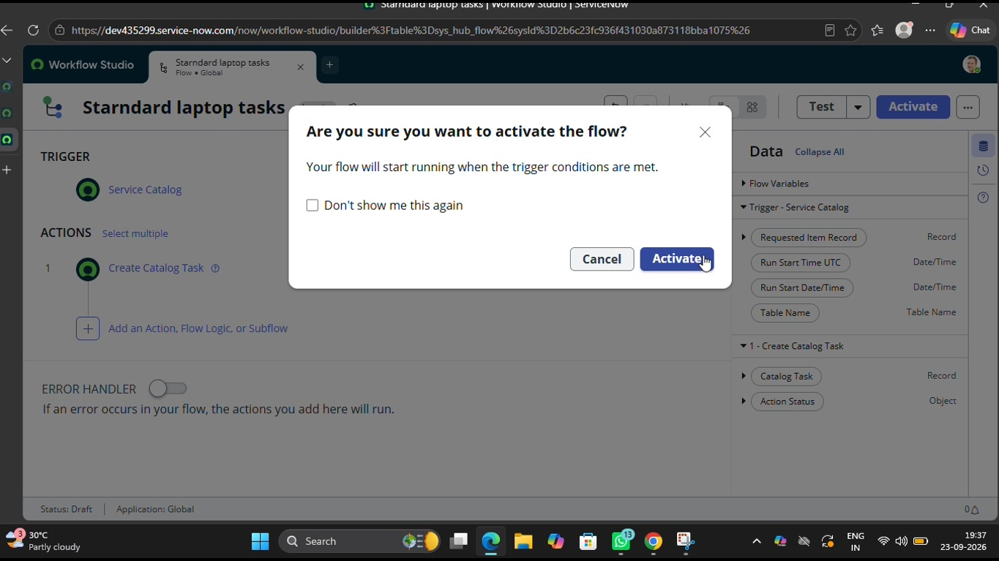 Starndard laptop tasks | Workflow Studio | ServiceNow
https://dev435299.service-now.com/now/workflow-studio/builder%3Ftable%3Dsys_hub_flow%26sysId%3D2b6c23fc936f431030a873118bba1075%26
Chat
Workflow Studio
Starndard laptop tasks
Flow • Global
Starndard laptop tasks
Test
Activate
TRIGGER
Service Catalog
ACTIONS Select multiple
1 Create Catalog Task
Add an Action, Flow Logic, or Subflow
ERROR HANDLER
If an error occurs in your flow, the actions you add here will run.
Are you sure you want to activate the flow?
Your flow will start running when the trigger conditions are met.
Don't show me this again
Cancel
Activate
Data Collapse All
Flow Variables
Trigger - Service Catalog
Requested Item Record Record
Run Start Time UTC Date/Time
Run Start Date/Time Date/Time
Table Name Table Name
1 - Create Catalog Task
Catalog Task Record
Action Status Object
Status: Draft Application: Global
0
3
30°C
Partly cloudy
Search
13
ENG
IN
19:37
23-09-2026